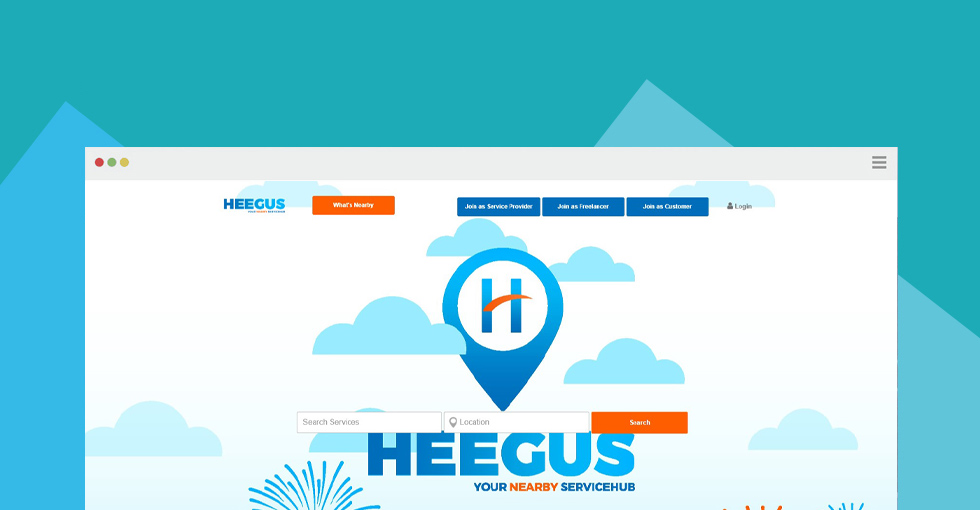 HEEGUS
YOUR NEARBY SERVICEHUB
What's Nearby
Join as Service Provider
Join as Freelancer
Join as Customer
Login
H
Search Services
Location
Search
HEEGUS
YOUR NEARBY SERVICEHUB